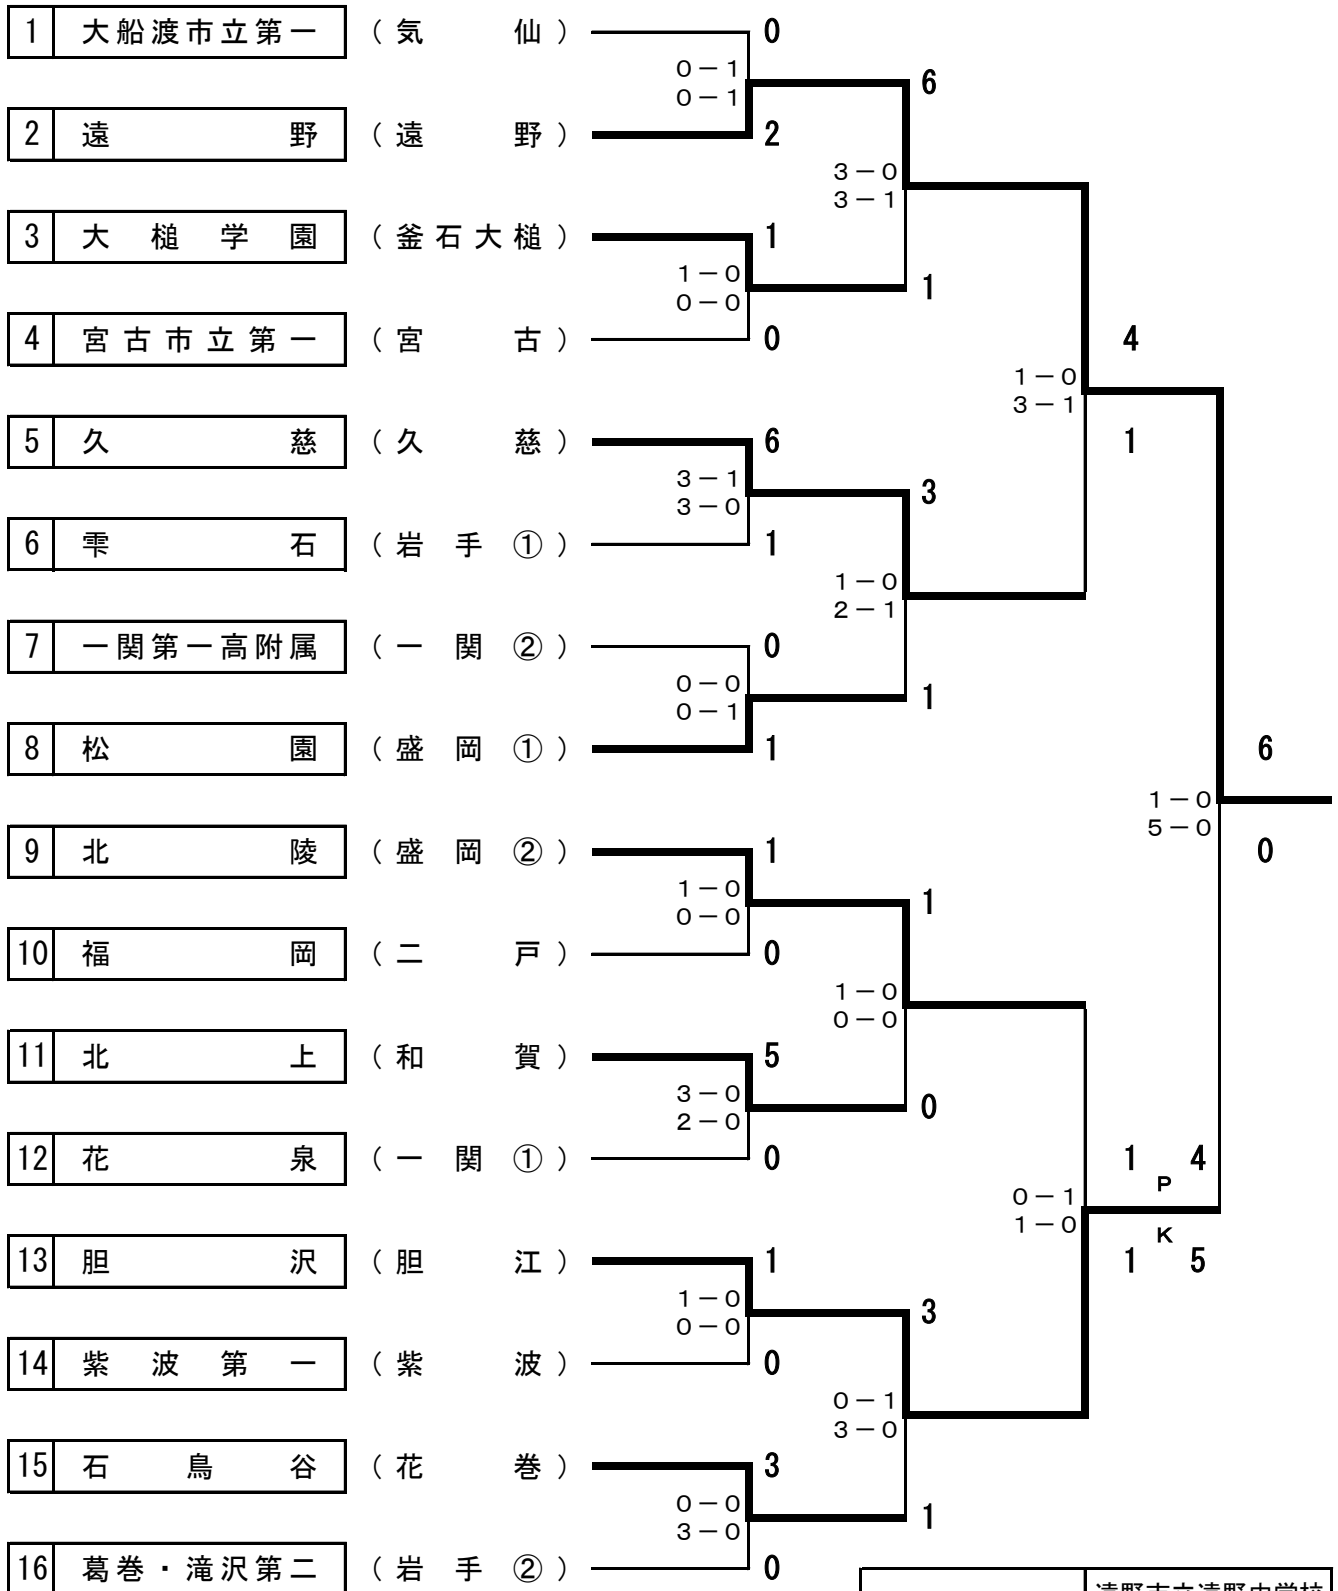 1 大船渡市立第一 （気仙） 0
0－1
0－1
6
2 遠野 （遠野） 2
3－0
3－1
3 大槌学園 （釜石大槌） 1
1－0
0－0
1
4 宮古市立第一 （宮古） 0
4
1－0
3－1
1
5 久慈 （久慈） 6
3－1
3－0
3
6 雫石 （岩手①） 1
1－0
2－1
7 一関第一高附属 （一関②） 0
0－0
0－1
1
8 松園 （盛岡①） 1
6
1－0
5－0
0
9 北陵 （盛岡②） 1
1－0
0－0
1
10 福岡 （二戸） 0
1－0
0－0
11 北上 （和賀） 5
3－0
2－0
0
12 花泉 （一関①） 0
1 4
PK
0－1
1－0
1 5
13 胆沢 （胆江） 1
1－0
0－0
3
14 紫波第一 （紫波） 0
0－1
3－0
15 石鳥谷 （花巻） 3
0－0
3－0
1
16 葛巻・滝沢第二 （岩手②） 0
遠野市立遠野中学校